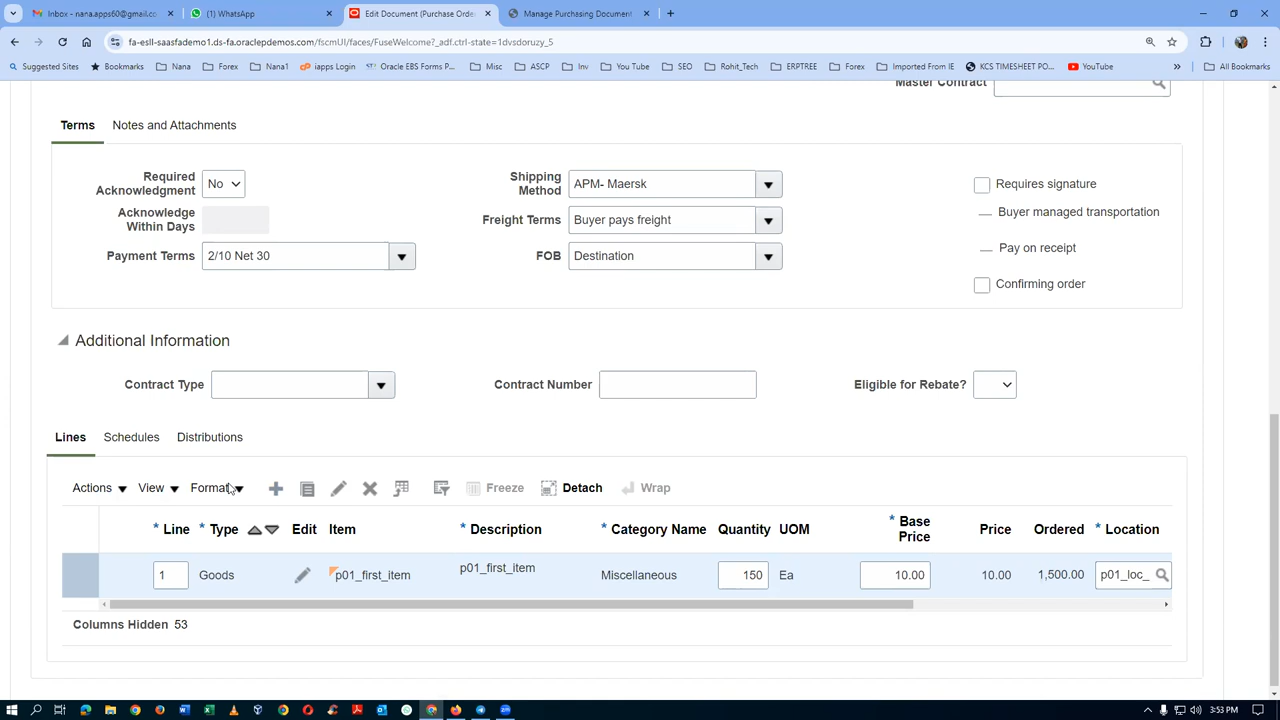 Inbox - nana.apps60@gmail.co
(1) WhatsApp
Edit Document (Purchase Orde
Manage Purchasing Document
fa-esll-saasfademo1.ds-fa.oraclepdemos.com/fscmUI/faces/FuseWelcome?_adf.ctrl-state=1dvsdoruzy_5
Suggested Sites
Bookmarks
Nana
Forex
Nana1
iapps Login
Oracle EBS Forms P...
Misc
ASCP
Inv
You Tube
SEO
Rohit_Tech
ERPTREE
Forex
Imported From IE
KCS TIMESHEET PO...
YouTube
»
All Bookmarks
Master Contract
Terms
Notes and Attachments
Required Acknowledgment
No
Shipping Method
APM- Maersk
Requires signature
Acknowledge Within Days
Freight Terms
Buyer pays freight
Buyer managed transportation
Payment Terms
2/10 Net 30
FOB
Destination
Pay on receipt
Confirming order
Additional Information
Contract Type
Contract Number
Eligible for Rebate?
Lines
Schedules
Distributions
Actions
View
Format
Freeze
Detach
Wrap
* Line
* Type
Edit
Item
* Description
* Category Name
Quantity
UOM
* Base Price
Price
Ordered
* Location
1
Goods
p01_first_item
p01_first_item
Miscellaneous
150
Ea
10.00
10.00
1,500.00
p01_loc_
Columns Hidden 53
3:53 PM